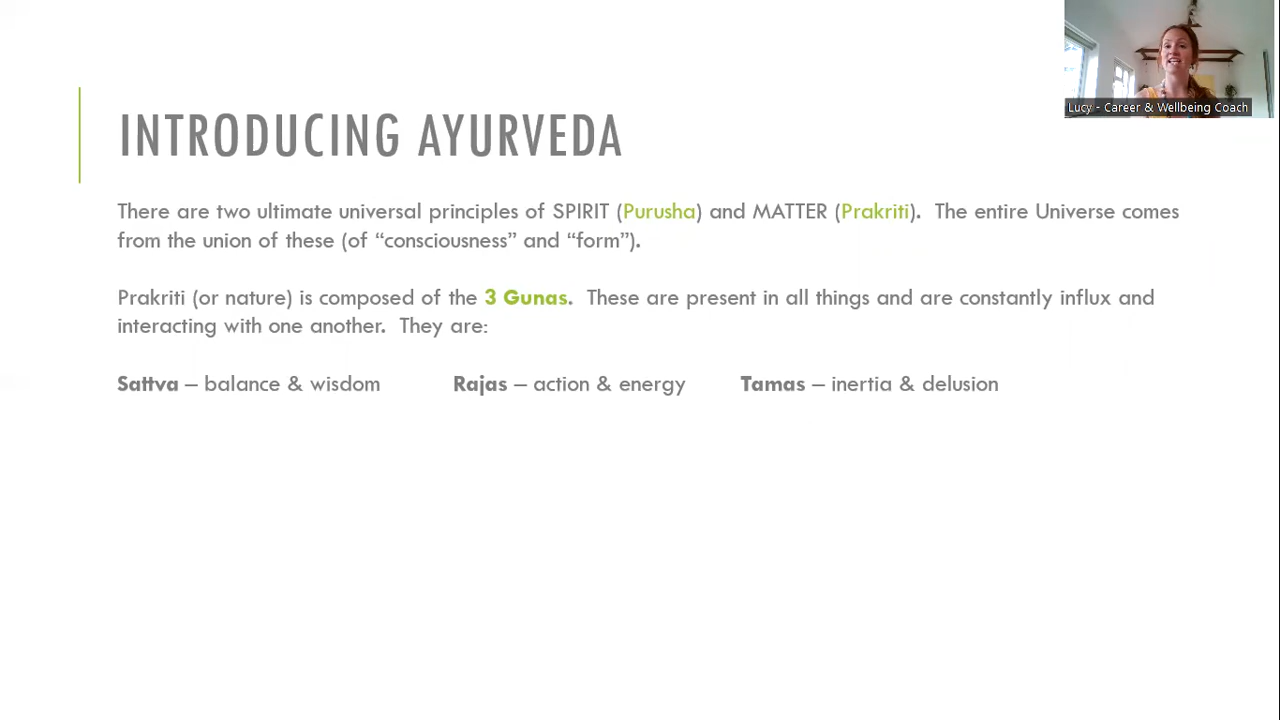 Lucy - Career & Wellbeing Coach
INTRODUCING AYURVEDA
There are two ultimate universal principles of SPIRIT (Purusha) and MATTER (Prakriti).  The entire Universe comes
from the union of these (of “consciousness” and “form”).
Prakriti (or nature) is composed of the 3 Gunas.  These are present in all things and are constantly influx and
interacting with one another.  They are:
Sattva – balance & wisdom Rajas – action & energy Tamas – inertia & delusion